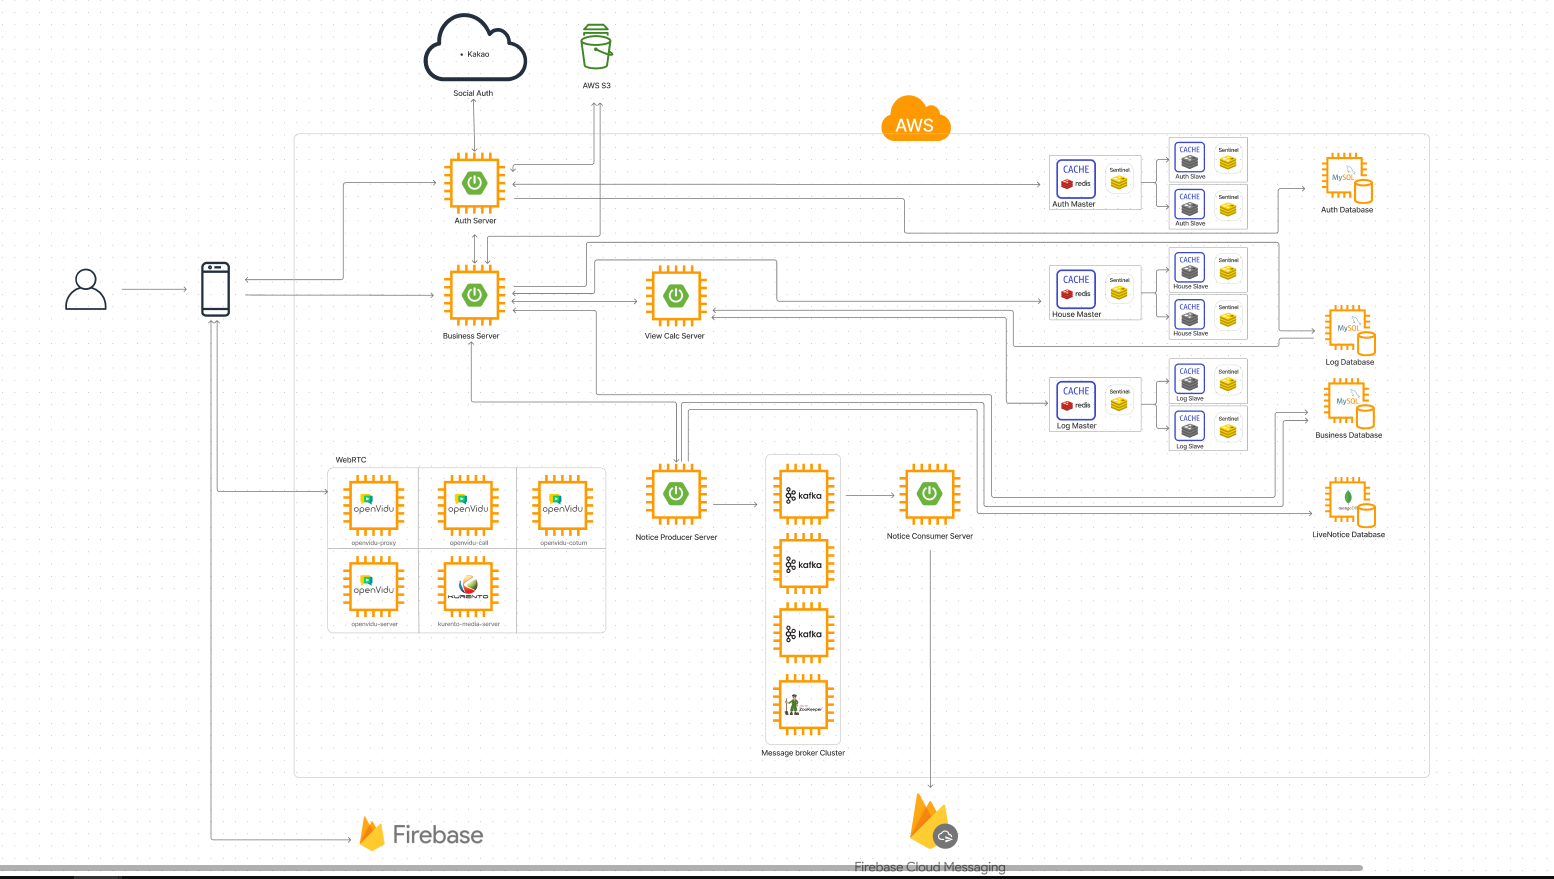 • Kakao
Social Auth
AWS S3
AWS
Auth Server
CACHE
redis
Sentinel
Auth Master
CACHE
Sentinel
Auth Slave
CACHE
Sentinel
Auth Slave
MySQL
Auth Database
Business Server
View Calc Server
CACHE
redis
Sentinel
House Master
CACHE
Sentinel
House Slave
CACHE
Sentinel
House Slave
MySQL
Log Database
CACHE
redis
Sentinel
Log Master
CACHE
Sentinel
Log Slave
CACHE
Sentinel
Log Slave
MySQL
Business Database
WebRTC
openVidu
openvidu-proxy
openVidu
openvidu-call
openVidu
openvidu-coturn
openVidu
openvidu-server
KURENTO
kurento-media-server
Notice Producer Server
kafka
kafka
kafka
ZooKeeper
Message broker Cluster
Notice Consumer Server
mongoDB
LiveNotice Database
Firebase
Firebase Cloud Messaging